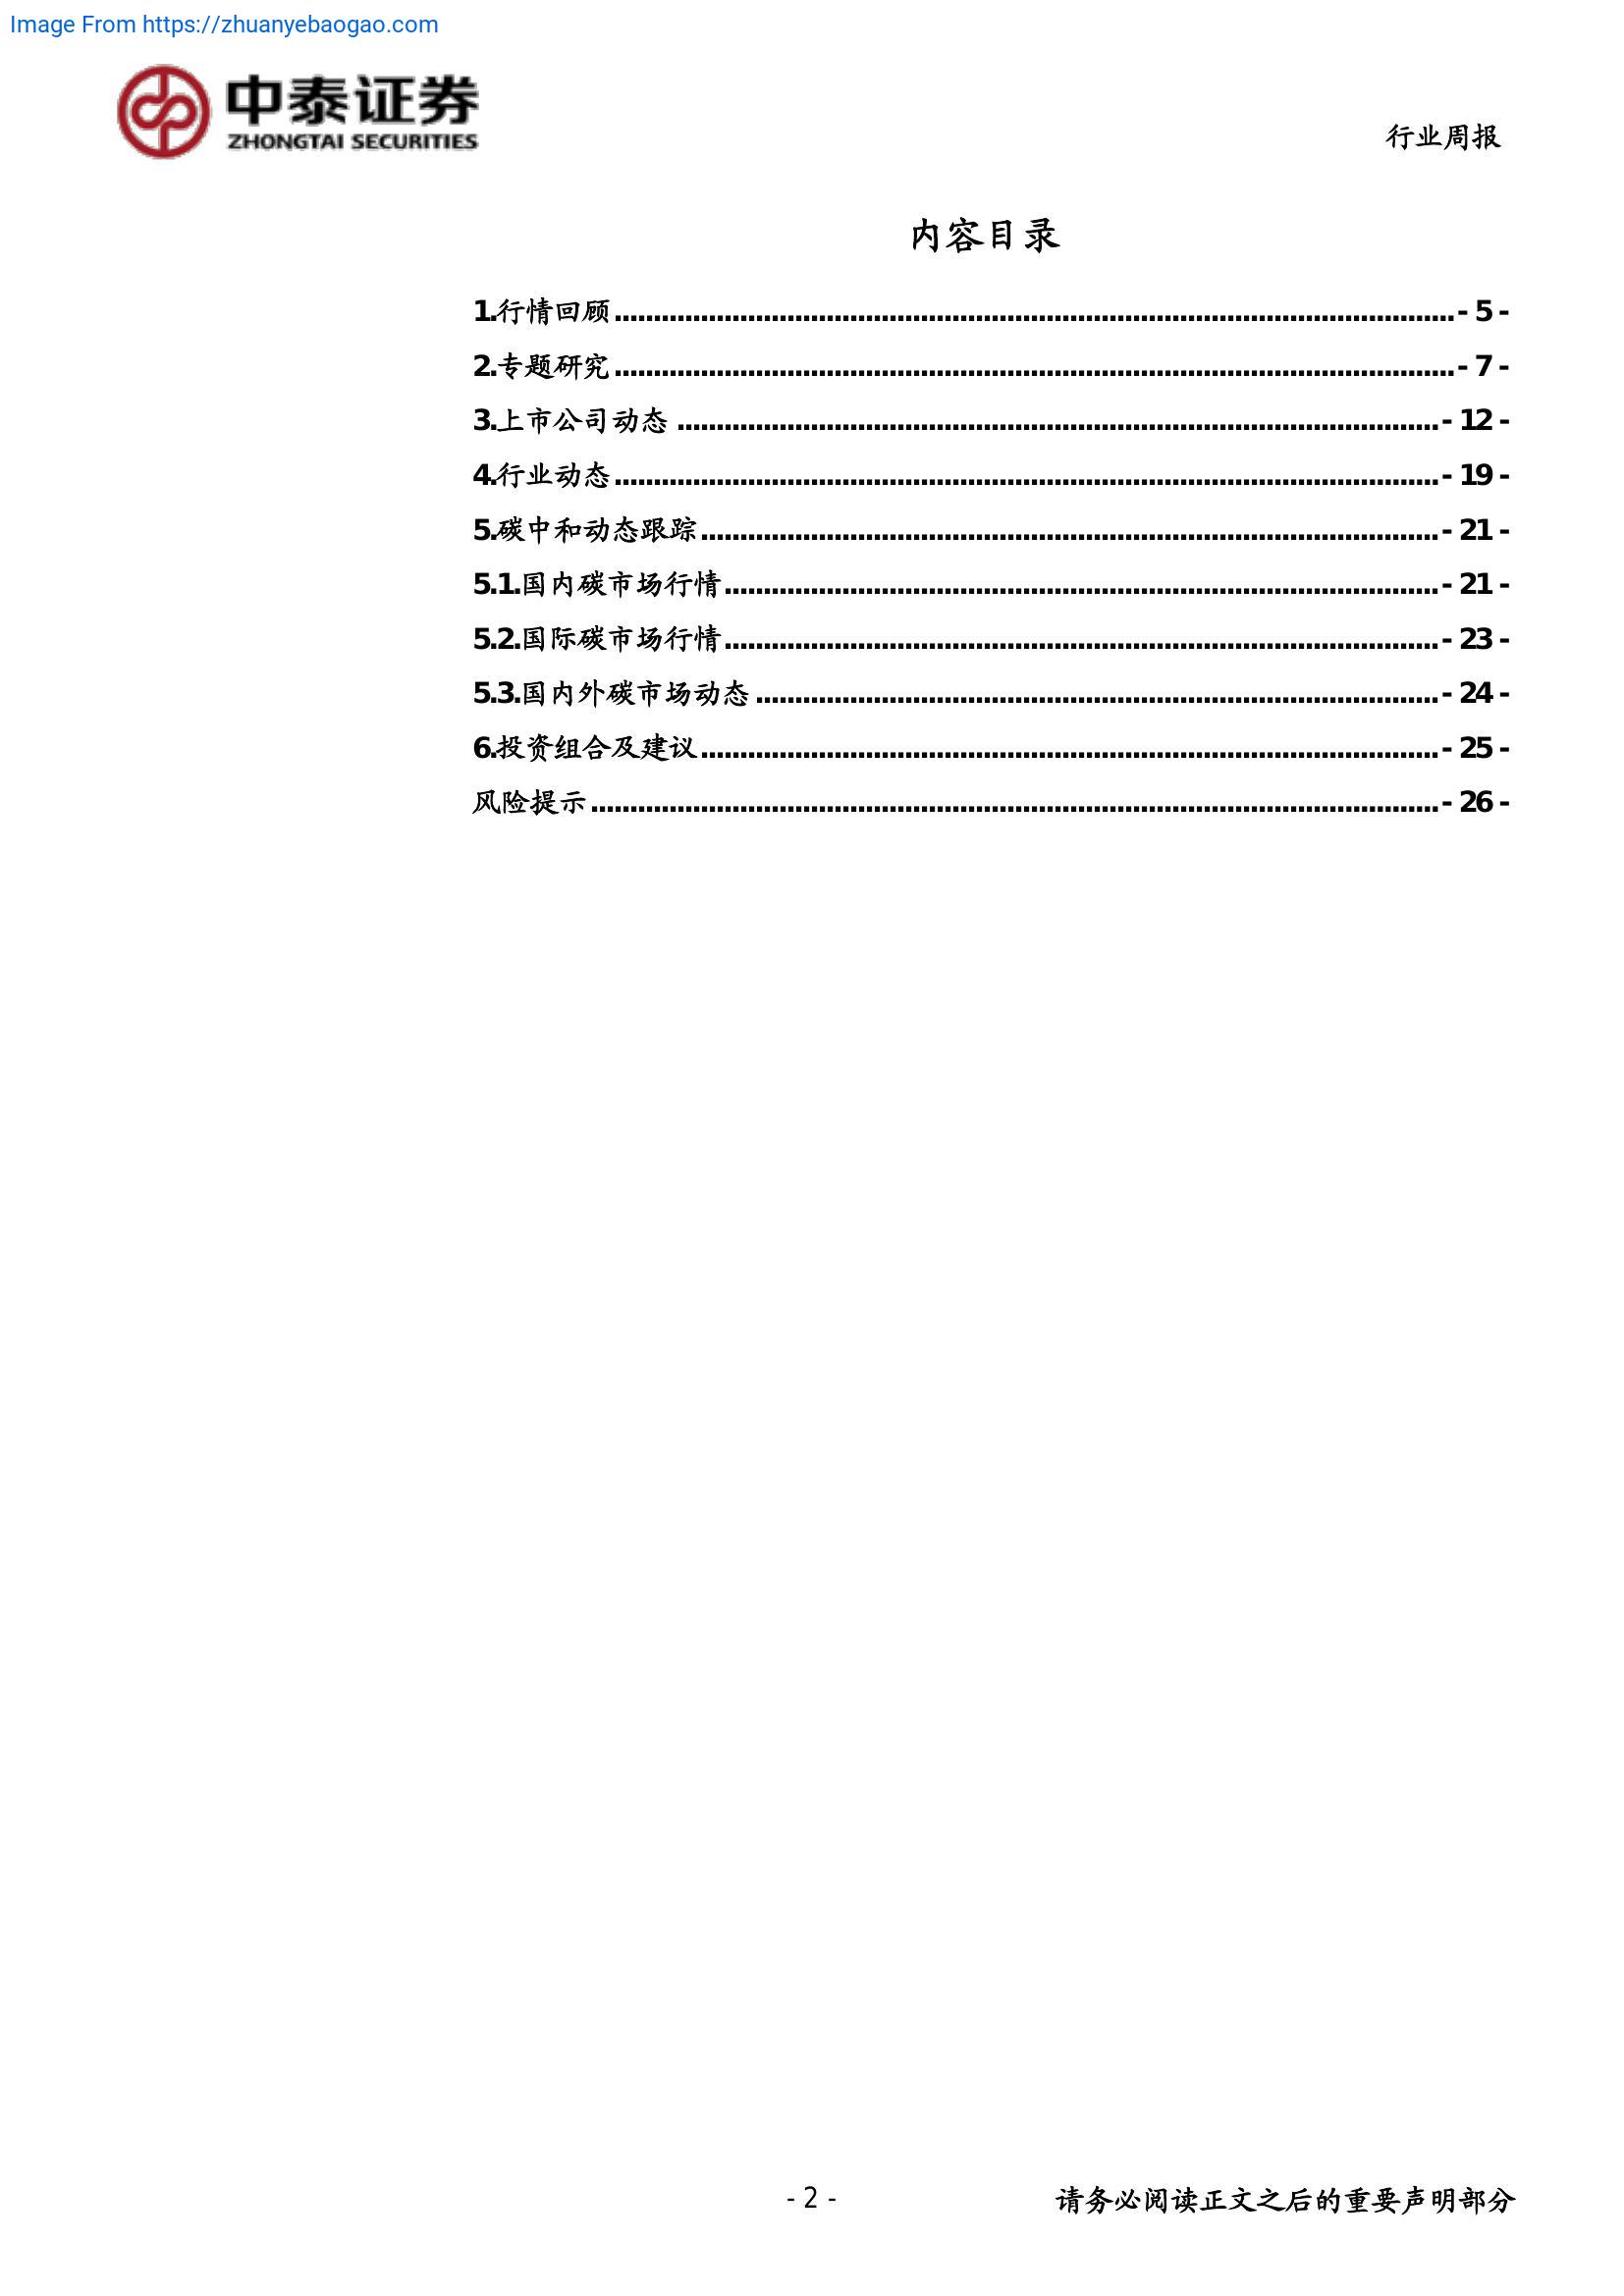 Image From https://zhuanyebaogao.com
中泰证券
ZHONGTAI SECURITIES
行业周报
内容目录
1.行情回顾........................................................................................................- 5 -
2.专题研究........................................................................................................- 7 -
3.上市公司动态 ................................................................................................- 12 -
4.行业动态......................................................................................................- 19 -
5.碳中和动态跟踪............................................................................................- 21 -
5.1.国内碳市场行情.........................................................................................- 21 -
5.2.国际碳市场行情.........................................................................................- 23 -
5.3.国内外碳市场动态 .....................................................................................- 24 -
6.投资组合及建议............................................................................................- 25 -
风险提示 .........................................................................................................- 26 -
- 2 -
请务必阅读正文之后的重要声明部分